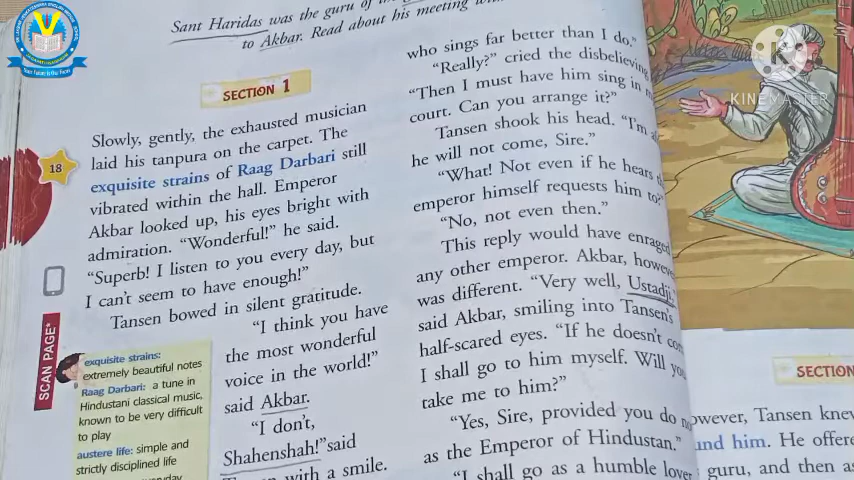 Sant Haridas was the guru of the
to Akbar. Read about his meeting
SECTION 1
18
Slowly, gently, the exhausted musician
laid his tanpura on the carpet. The
exquisite strains of Raag Darbari still
vibrated within the hall. Emperor
Akbar looked up, his eyes bright with
admiration. "Wonderful!" he said.
"Superb! I listen to you every day, but
I can't seem to have enough!"
Tansen bowed in silent gratitude.
"I think you have
the most wonderful
voice in the world!"
said Akbar.
"I don't,
Shahenshah!" said
with a smile.
SCAN PAGE*
exquisite strains:
extremely beautiful notes
Raag Darbari: a tune in
Hindustani classical music,
known to be very difficult
to play
austere life: simple and
strictly disciplined life
who sings far better than I do."
"Really?" cried the disbelieving
"Then I must have him sing in
court. Can you arrange it?"
Tansen shook his head. "I'm
he will not come, Sire."
"What! Not even if he hears
emperor himself requests him to?"
"No, not even then."
This reply would have enraged
any other emperor. Akbar,
was different. "Very well, Ustadji,"
said Akbar, smiling into Tansen's
half-scared eyes. "If he doesn't
I shall go to him myself. Will you
take me to him?"
"Yes, Sire, provided you do
as the Emperor of Hindustan."
"I shall go as a humble lover
KINEMASTER
SECTION
Tansen knew
him. He
guru, and then